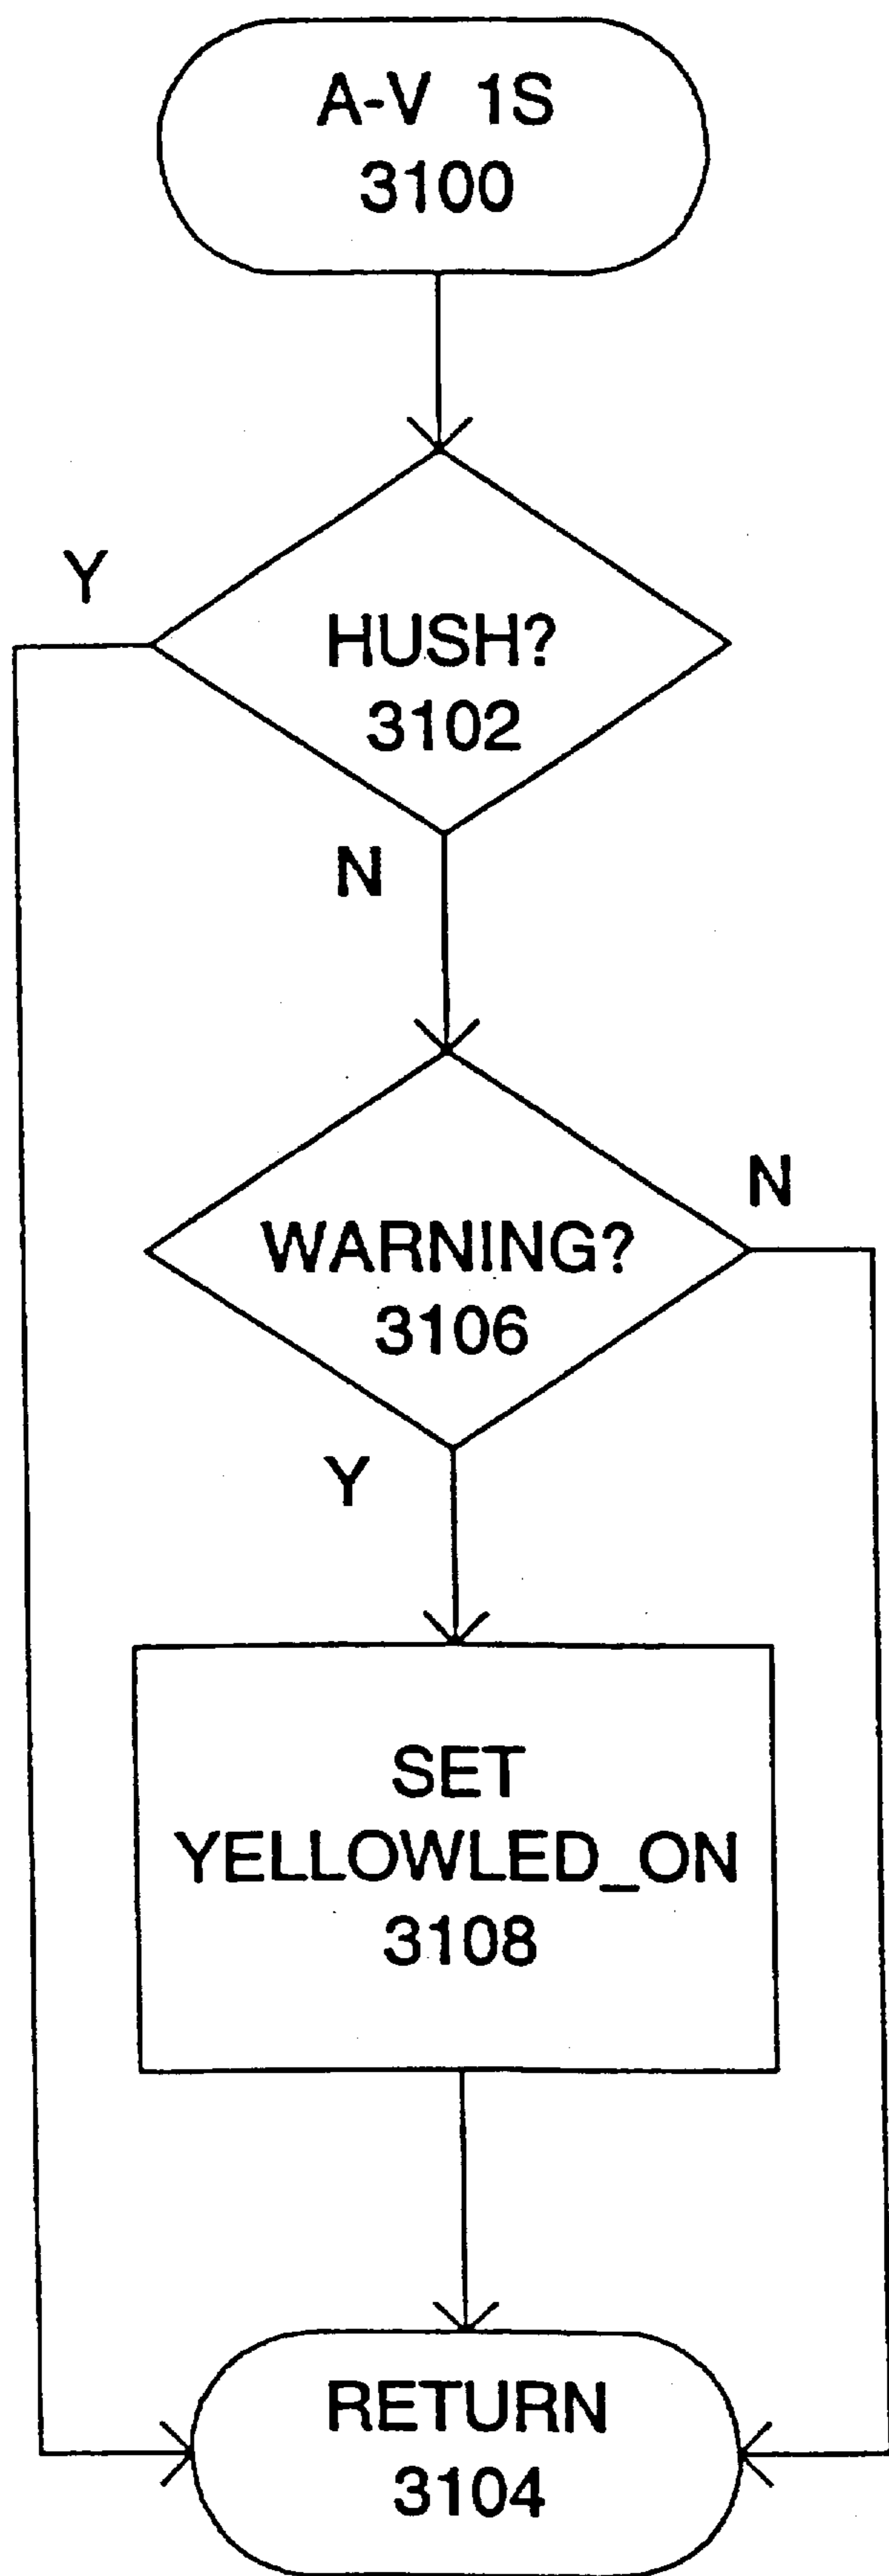 A-V 1S
3100
Y
HUSH?
3102
N
N
WARNING?
3106
Y
SET
YELLOWLED_ON
3108
RETURN
3104